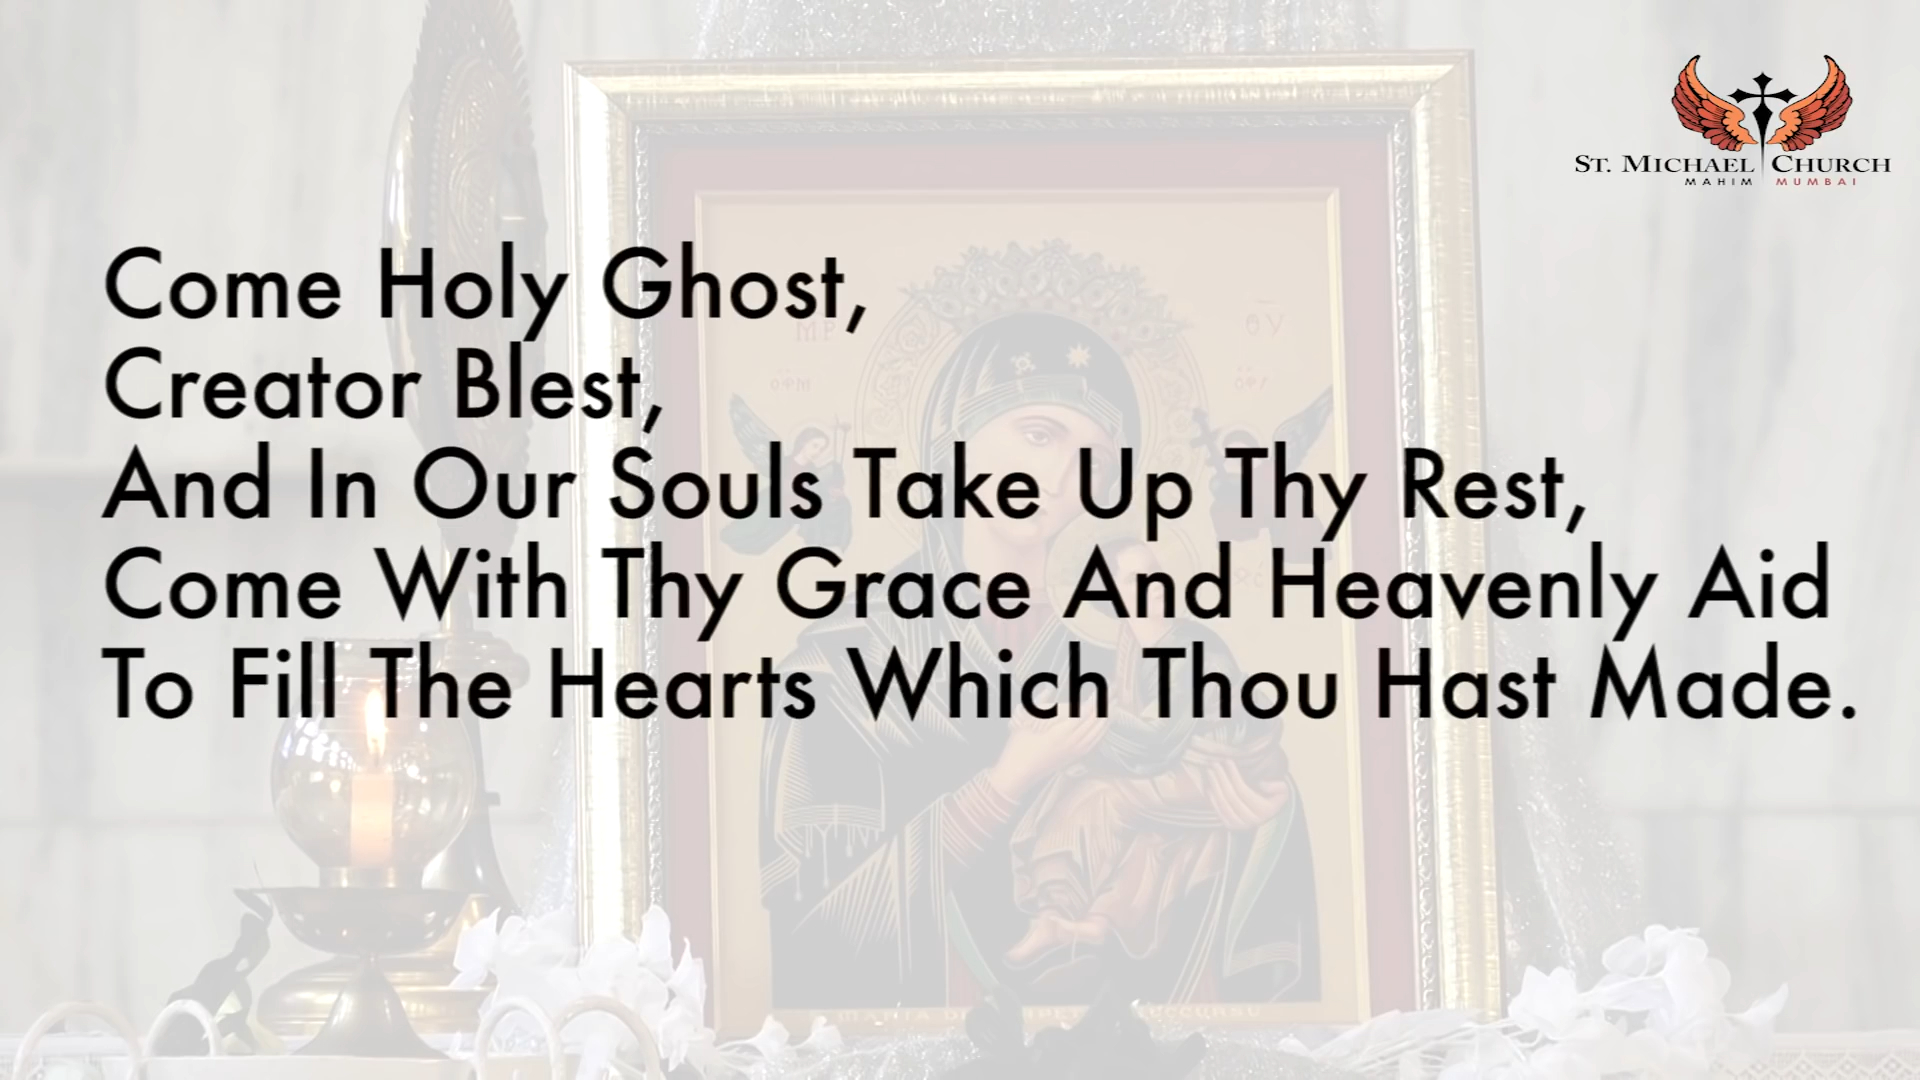 ST. MICHAEL CHURCH
MAHIM MUMBAI
Come Holy Ghost,
Creator Blest,
And In Our Souls Take Up Thy Rest,
Come With Thy Grace And Heavenly Aid
To Fill The Hearts Which Thou Hast Made.